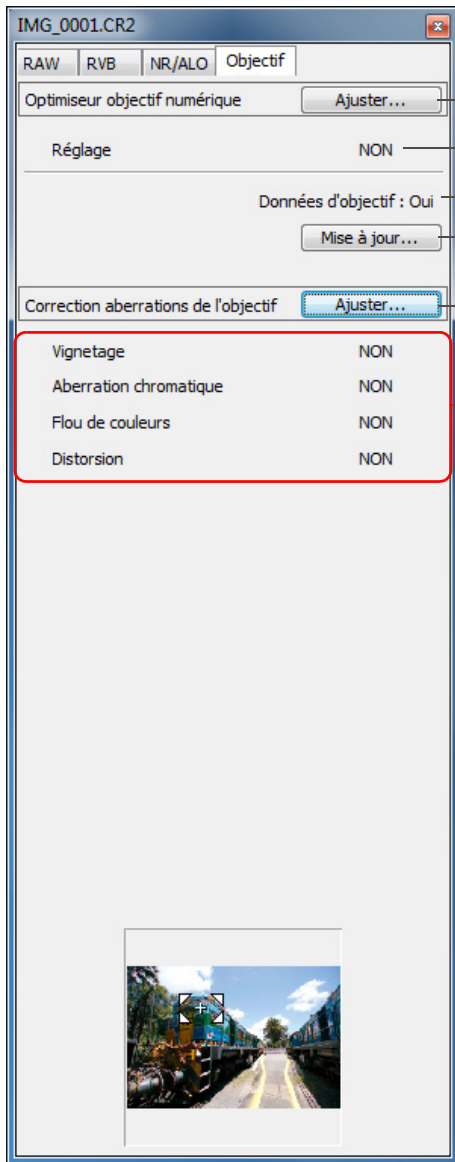 IMG_0001.CR2
RAW RVB NR/ALO Objectif
Optimiseur objectif numérique Ajuster...
Réglage NON
Données d'objectif : Oui
Mise à jour...
Correction aberrations de l'objectif Ajuster...
Vignetage NON
Aberration chromatique NON
Flou de couleurs NON
Distorsion NON